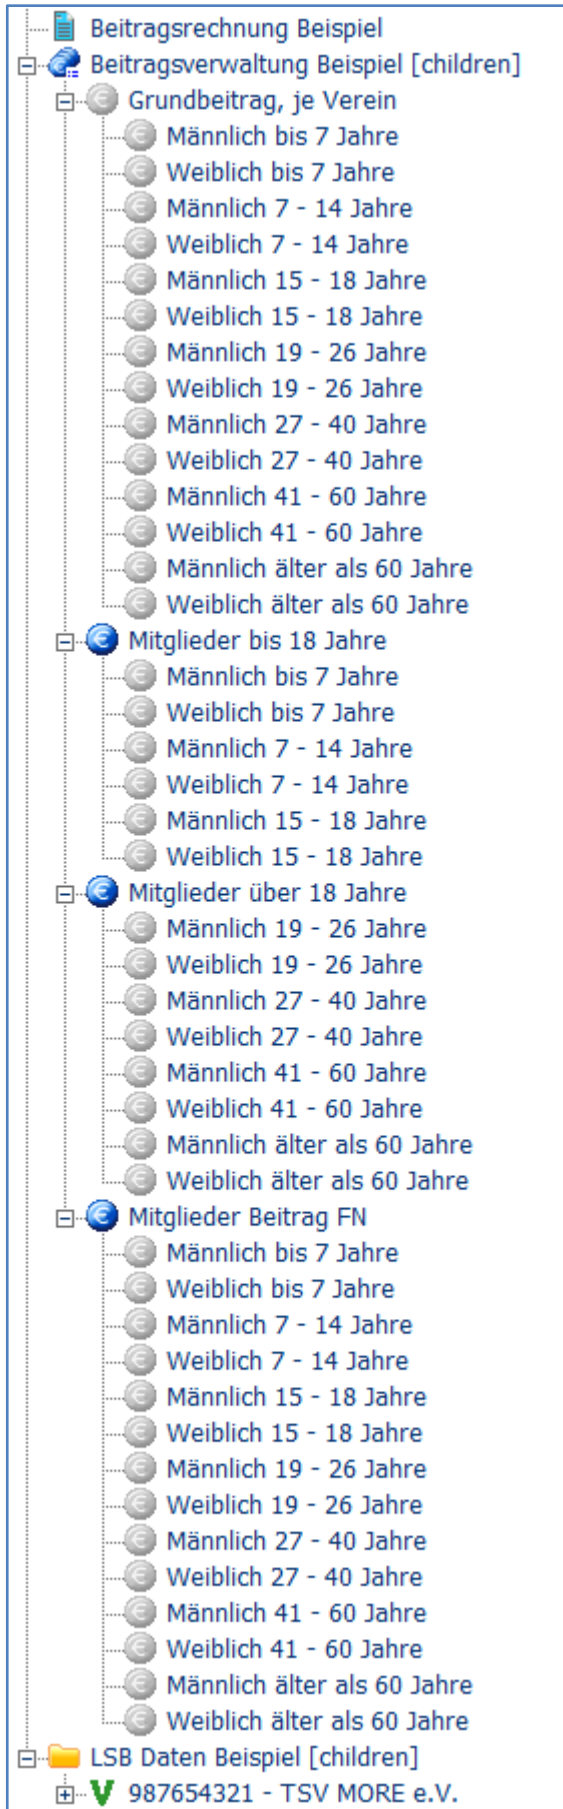 Beitragsrechnung Beispiel
Beitragsverwaltung Beispiel [children]
Grundbeitrag, je Verein
Männlich bis 7 Jahre
Weiblich bis 7 Jahre
Männlich 7 - 14 Jahre
Weiblich 7 - 14 Jahre
Männlich 15 - 18 Jahre
Weiblich 15 - 18 Jahre
Männlich 19 - 26 Jahre
Weiblich 19 - 26 Jahre
Männlich 27 - 40 Jahre
Weiblich 27 - 40 Jahre
Männlich 41 - 60 Jahre
Weiblich 41 - 60 Jahre
Männlich älter als 60 Jahre
Weiblich älter als 60 Jahre
Mitglieder bis 18 Jahre
Männlich bis 7 Jahre
Weiblich bis 7 Jahre
Männlich 7 - 14 Jahre
Weiblich 7 - 14 Jahre
Männlich 15 - 18 Jahre
Weiblich 15 - 18 Jahre
Mitglieder über 18 Jahre
Männlich 19 - 26 Jahre
Weiblich 19 - 26 Jahre
Männlich 27 - 40 Jahre
Weiblich 27 - 40 Jahre
Männlich 41 - 60 Jahre
Weiblich 41 - 60 Jahre
Männlich älter als 60 Jahre
Weiblich älter als 60 Jahre
Mitglieder Beitrag FN
Männlich bis 7 Jahre
Weiblich bis 7 Jahre
Männlich 7 - 14 Jahre
Weiblich 7 - 14 Jahre
Männlich 15 - 18 Jahre
Weiblich 15 - 18 Jahre
Männlich 19 - 26 Jahre
Weiblich 19 - 26 Jahre
Männlich 27 - 40 Jahre
Weiblich 27 - 40 Jahre
Männlich 41 - 60 Jahre
Weiblich 41 - 60 Jahre
Männlich älter als 60 Jahre
Weiblich älter als 60 Jahre
LSB Daten Beispiel [children]
987654321 - TSV MORE e.V.